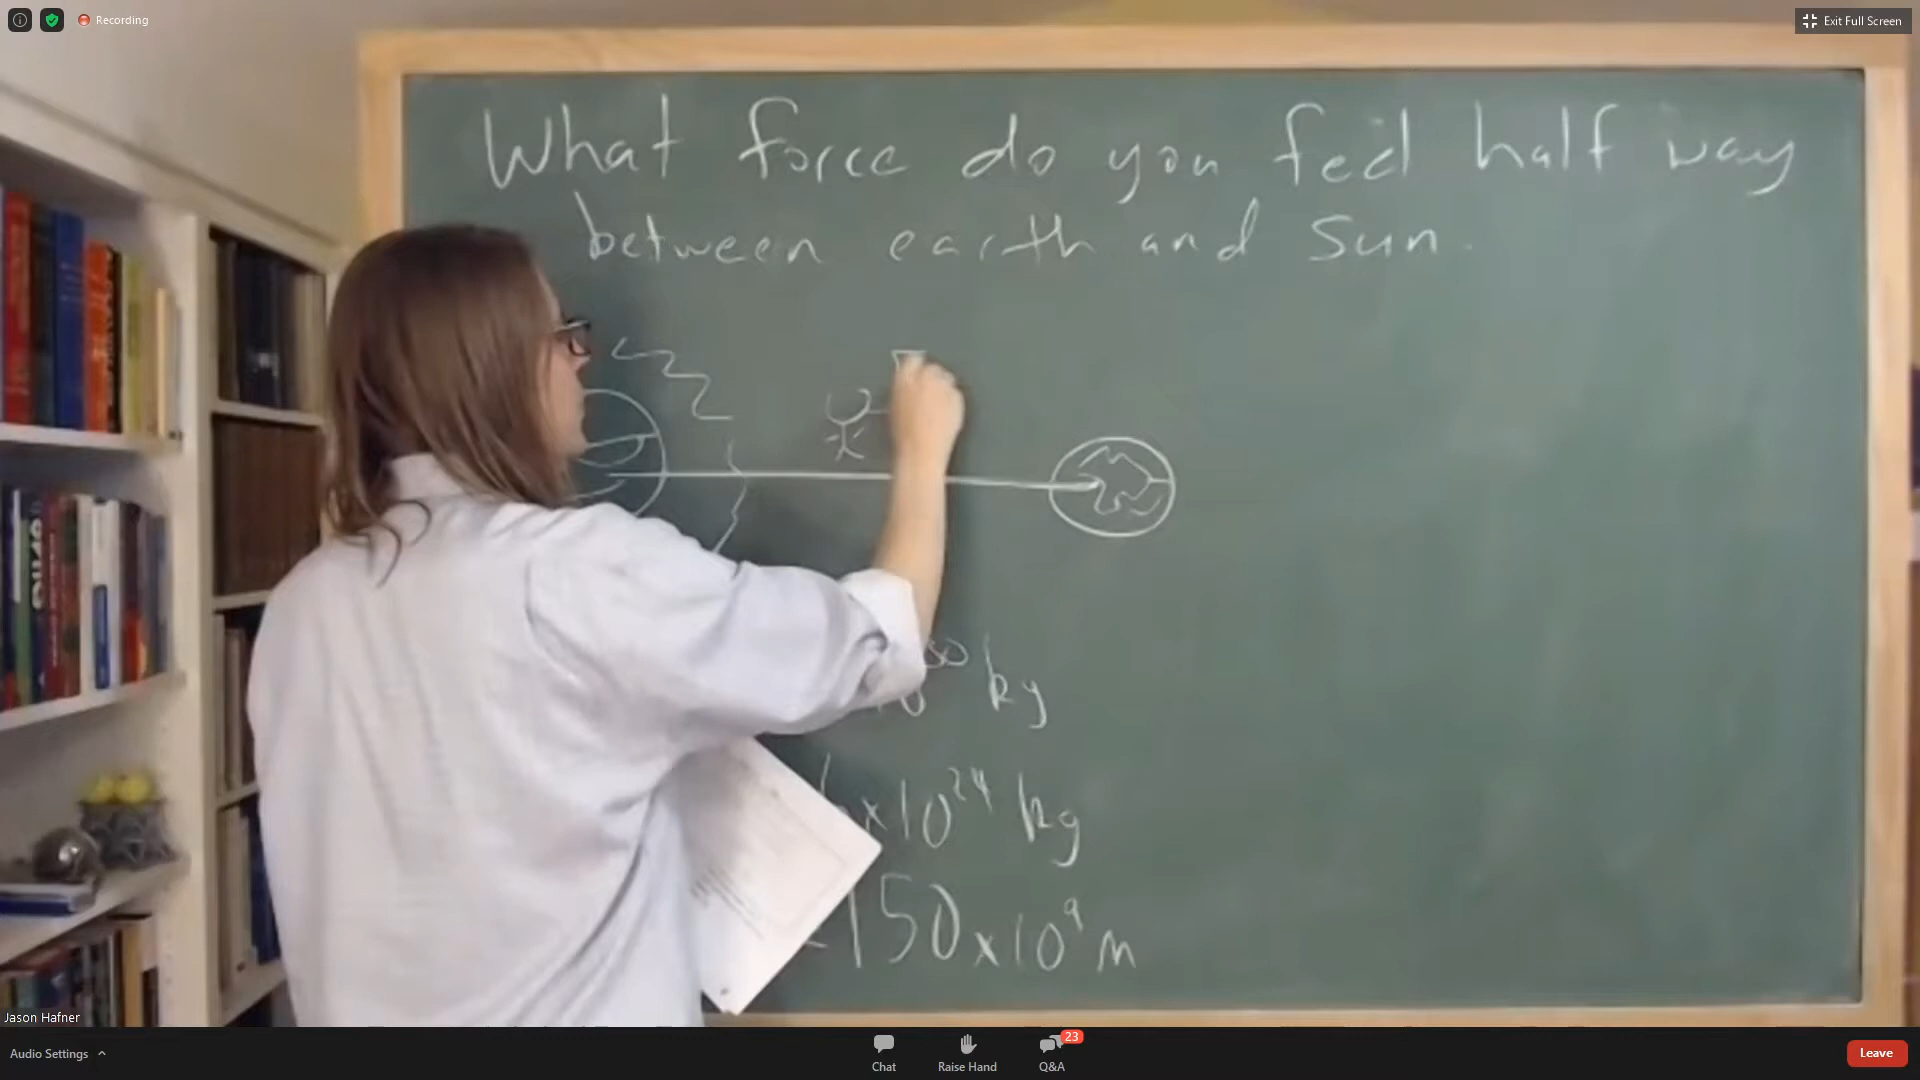 Recording
Exit Full Screen
What force do you feel half way
between earth and sun.
kg
x10²⁴ kg
150x10⁹ m
Jason Hafner
Audio Settings
Chat
Raise Hand
23
Q&A
Leave